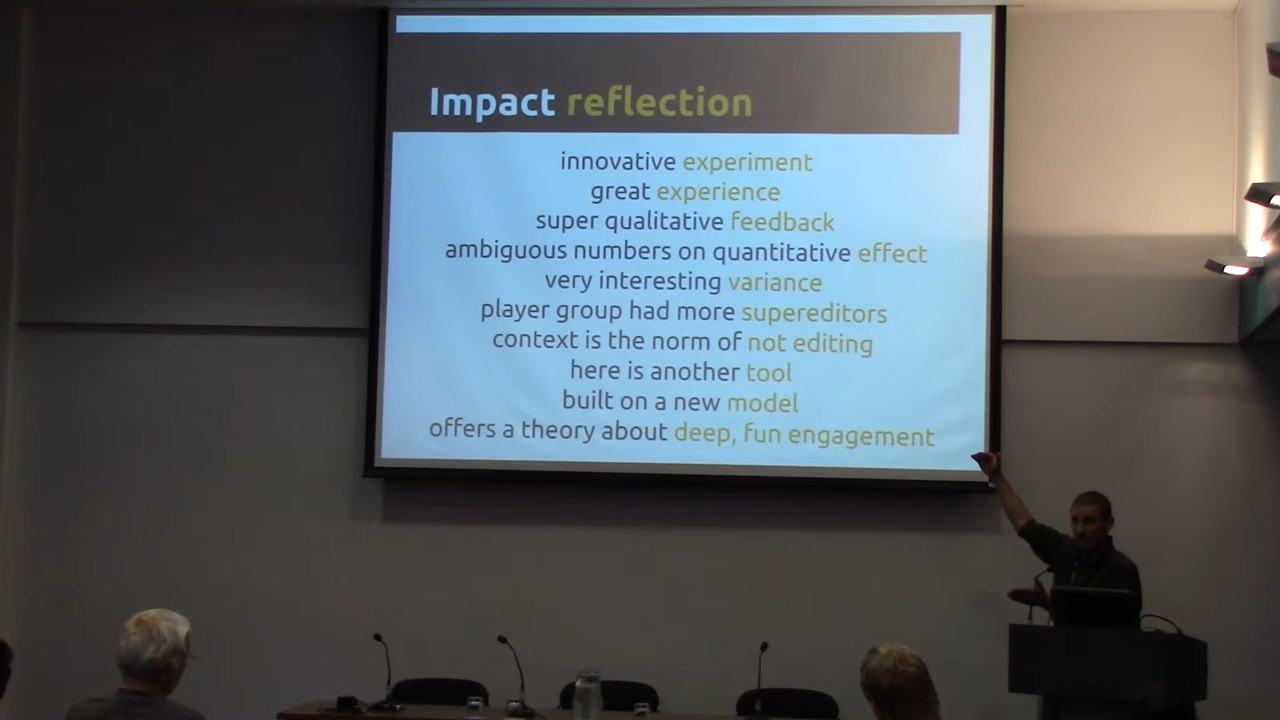 Impact reflection
innovative experiment
great experience
super qualitative feedback
ambiguous numbers on quantitative effect
very interesting variance
player group had more supereditors
context is the norm of not editing
here is another tool
built on a new model
offers a theory about deep, fun engagement